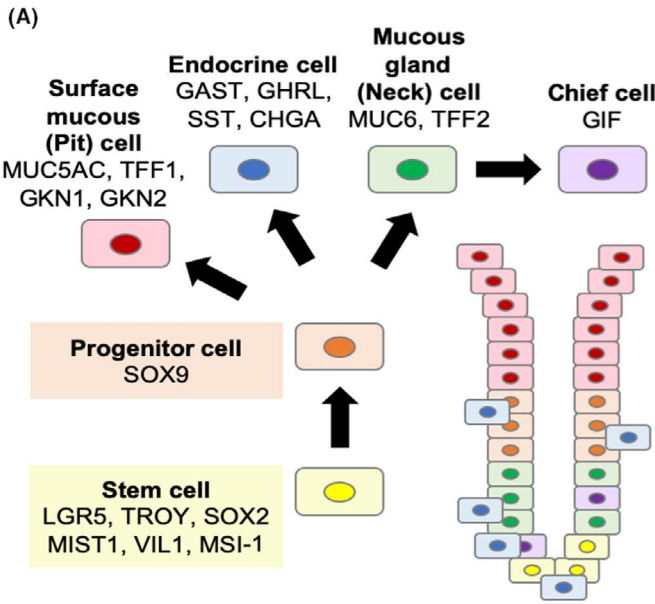 (A)
Surface
mucous
(Pit) cell
MUC5AC, TFF1,
GKN1, GKN2
Endocrine cell
GAST, GHRL,
SST, CHGA
Mucous
gland
(Neck) cell
MUC6, TFF2
Chief cell
GIF
Progenitor cell
SOX9
Stem cell
LGR5, TROY, SOX2
MIST1, VIL1, MSI-1